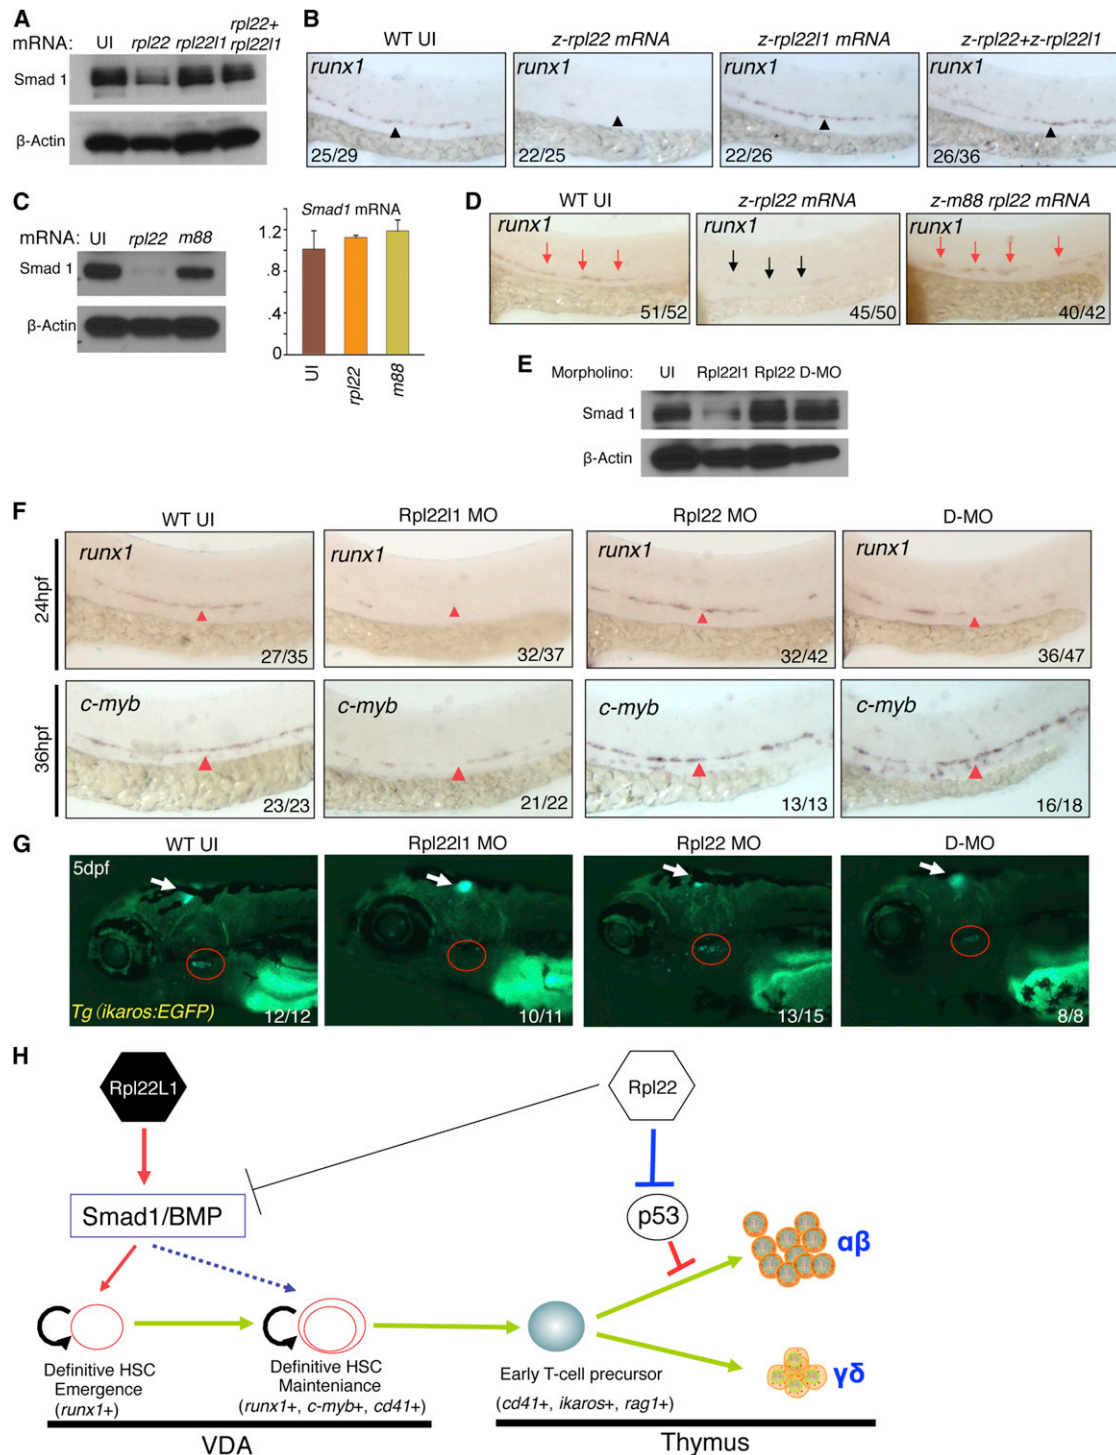 A
mRNA: UI rpl22 rpl22l1 rpl22+ rpl22l1
Smad 1
β-Actin
B
WT UI z-rpl22 mRNA z-rpl22l1 mRNA z-rpl22+z-rpl22l1
runx1 runx1 runx1 runx1
25/29 22/25 22/26 26/36
C
mRNA: UI rpl22 m88
Smad 1
β-Actin
Smad1 mRNA
1.2
.8
.4
0
UI rpl22 m88
D
WT UI z-rpl22 mRNA z-m88 rpl22 mRNA
runx1 runx1 runx1
51/52 45/50 40/42
E
Morpholino: UI Rpl22l1 Rpl22 D-MO
Smad 1
β-Actin
F
WT UI Rpl22l1 MO Rpl22 MO D-MO
24hpf
runx1 runx1 runx1 runx1
27/35 32/37 32/42 36/47
36hpf
c-myb c-myb c-myb c-myb
23/23 21/22 13/13 16/18
G
WT UI Rpl22l1 MO Rpl22 MO D-MO
5dpf
Tg(ikaros:EGFP)
12/12 10/11 13/15 8/8
H
Rpl22L1
Rpl22
Smad1/BMP
p53
αβ
γδ
Definitive HSC
Emergence
(runx1+)
Definitive HSC
Mainteniance
(runx1+, c-myb+, cd41+)
Early T-cell precursor
(cd41+, ikaros+, rag1+)
VDA
Thymus